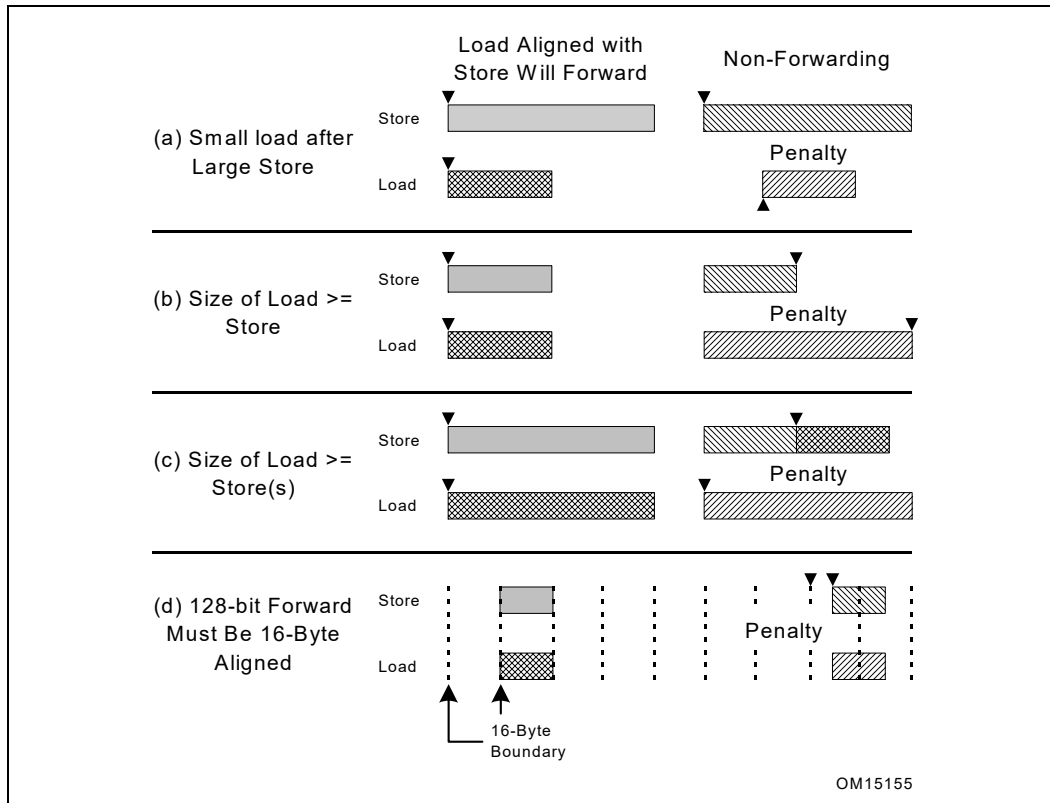 Load Aligned with
Store Will Forward
Non-Forwarding
(a) Small load after
Large Store
Store
Load
Penalty
(b) Size of Load >=
Store
Store
Load
Penalty
(c) Size of Load >=
Store(s)
Store
Load
Penalty
(d) 128-bit Forward
Must Be 16-Byte
Aligned
Store
Load
Penalty
16-Byte
Boundary
OM15155